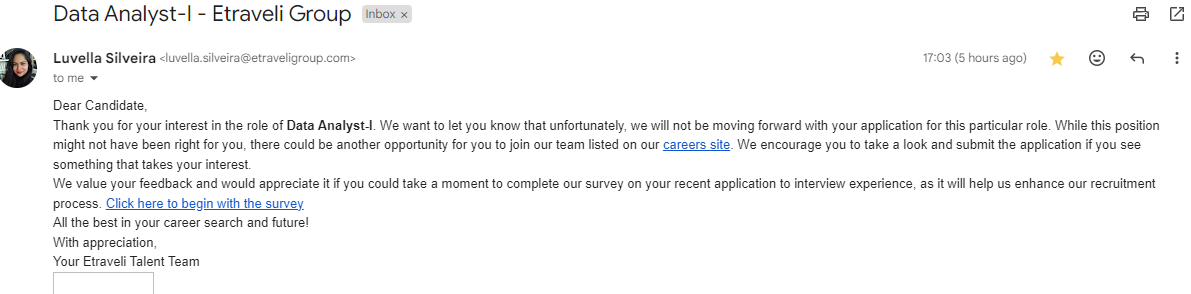 Data Analyst-I - Etraveli Group Inbox ×
Luvella Silveira <luvella.silveira@etraveligroup.com> 17:03 (5 hours ago)
to me
Dear Candidate,
Thank you for your interest in the role of Data Analyst-I. We want to let you know that unfortunately, we will not be moving forward with your application for this particular role. While this position
might not have been right for you, there could be another opportunity for you to join our team listed on our careers site. We encourage you to take a look and submit the application if you see
something that takes your interest.
We value your feedback and would appreciate it if you could take a moment to complete our survey on your recent application to interview experience, as it will help us enhance our recruitment
process. Click here to begin with the survey
All the best in your career search and future!
With appreciation,
Your Etraveli Talent Team